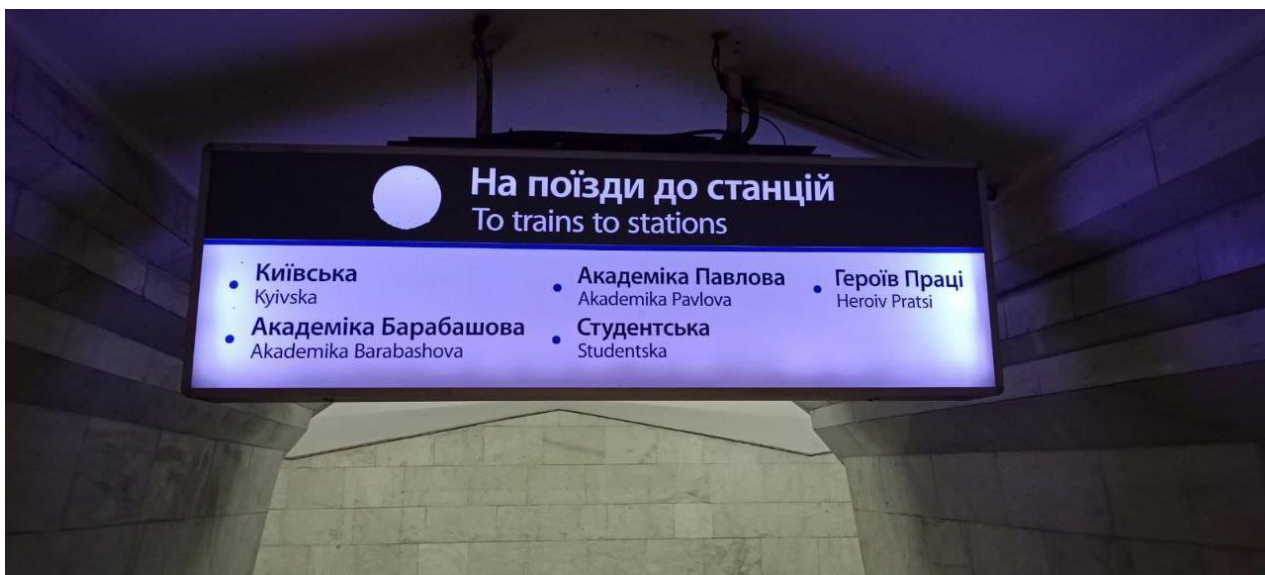 На поїзди до станцій
To trains to stations
Київська
Kyivska
Академіка Барабашова
Akademika Barabashova
Академіка Павлова
Akademika Pavlova
Студентська
Studentska
Героїв Праці
Heroiv Pratsi